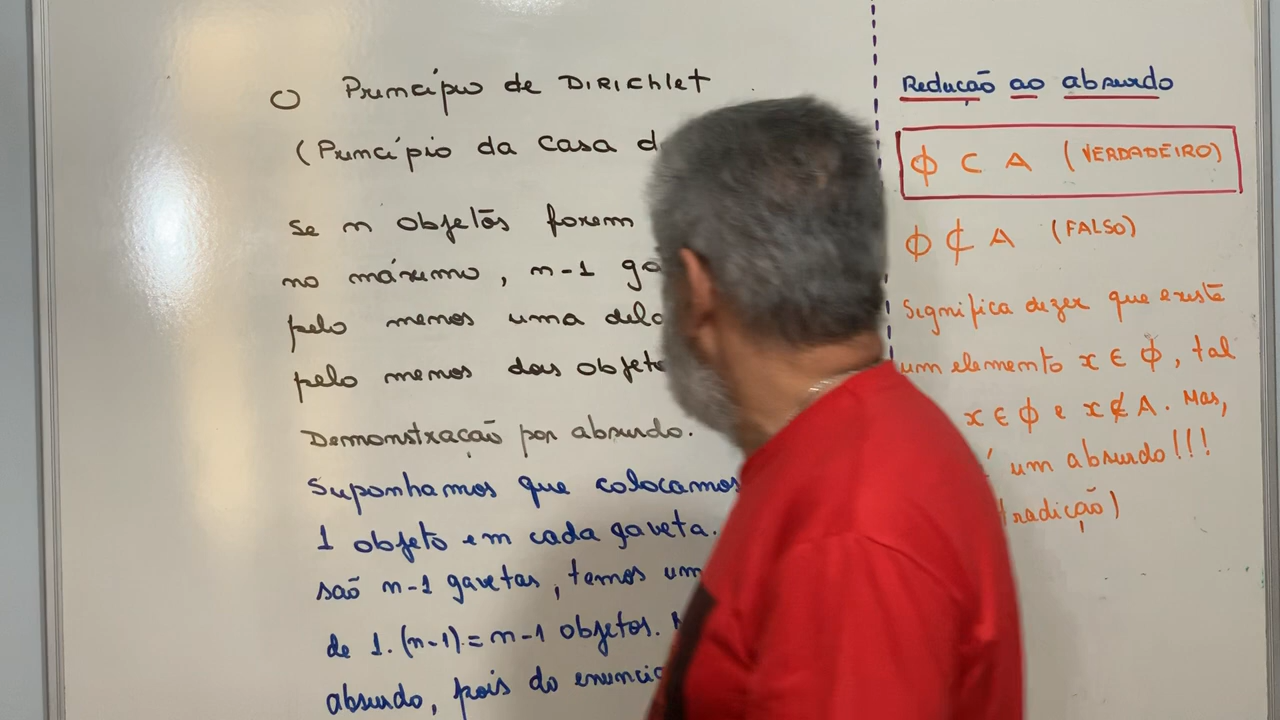 O Princípio de DIRIchlet
(Princípio da Casa d
Se n objetos forem
no máximo, n-1 ga
pelo menos uma dela
pelo menos dois objeto
Demonstração por absurdo.
Suponhamos que colocamos
1 objeto em cada gaveta.
são n-1 gavetas, temos um
de 1.(n-1) = n-1 objetos.
absurdo, pois do enuncia
Redução ao absurdo
∅ ⊂ A (VERDADEIRO)
∅ ⊄ A (FALSO)
Significa dizer que existe
um elemento x ∈ ∅, tal
x ∈ ∅ e x ∉ A. Mas,
um absurdo!!!
tradição)